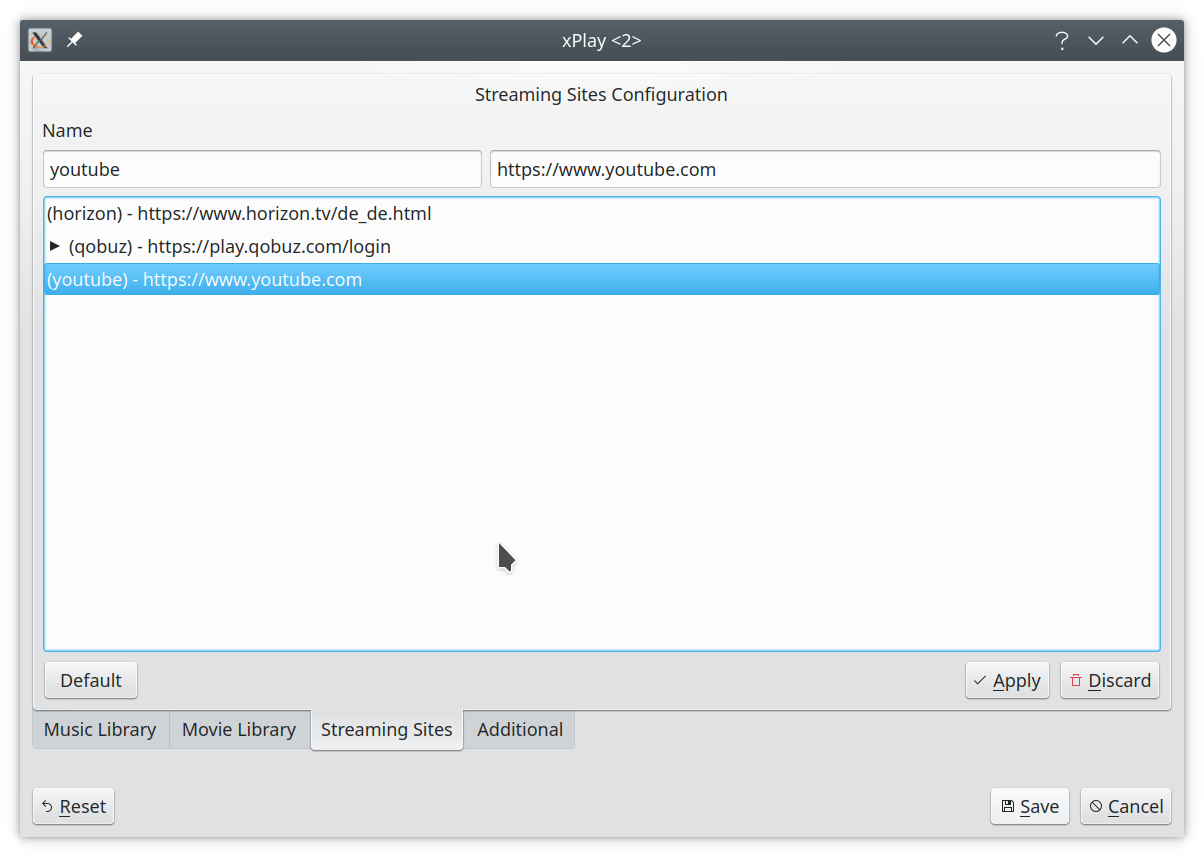 xPlay <2>
Streaming Sites Configuration
Name
youtube https://www.youtube.com
(horizon) - https://www.horizon.tv/de_de.html
(qobuz) - https://play.qobuz.com/login
(youtube) - https://www.youtube.com
Default Apply Discard
Music Library Movie Library Streaming Sites Additional
Reset Save Cancel